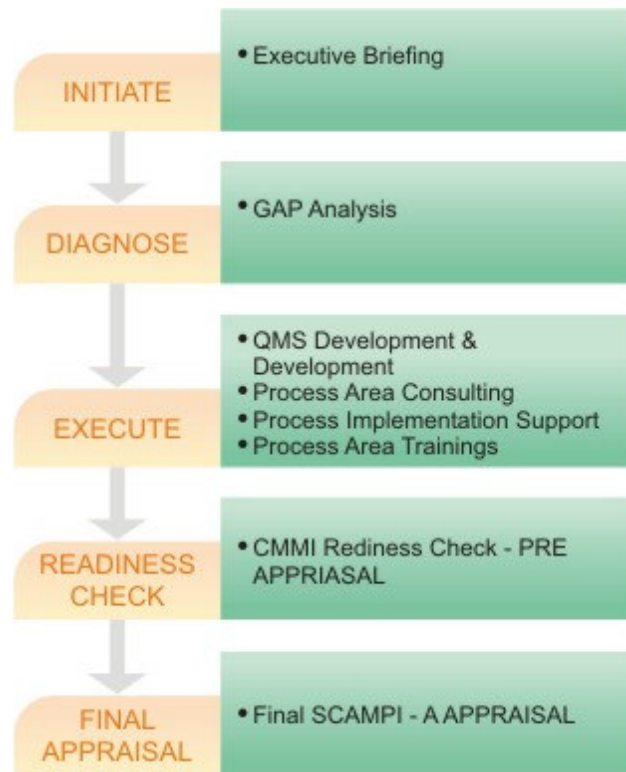 INITIATE
• Executive Briefing
DIAGNOSE
• GAP Analysis
EXECUTE
• QMS Development &
Development
• Process Area Consulting
• Process Implementation Support
• Process Area Trainings
READINESS
CHECK
• CMMI Rediness Check - PRE
APPRIASAL
FINAL
APPRAISAL
• Final SCAMPI - A APPRAISAL